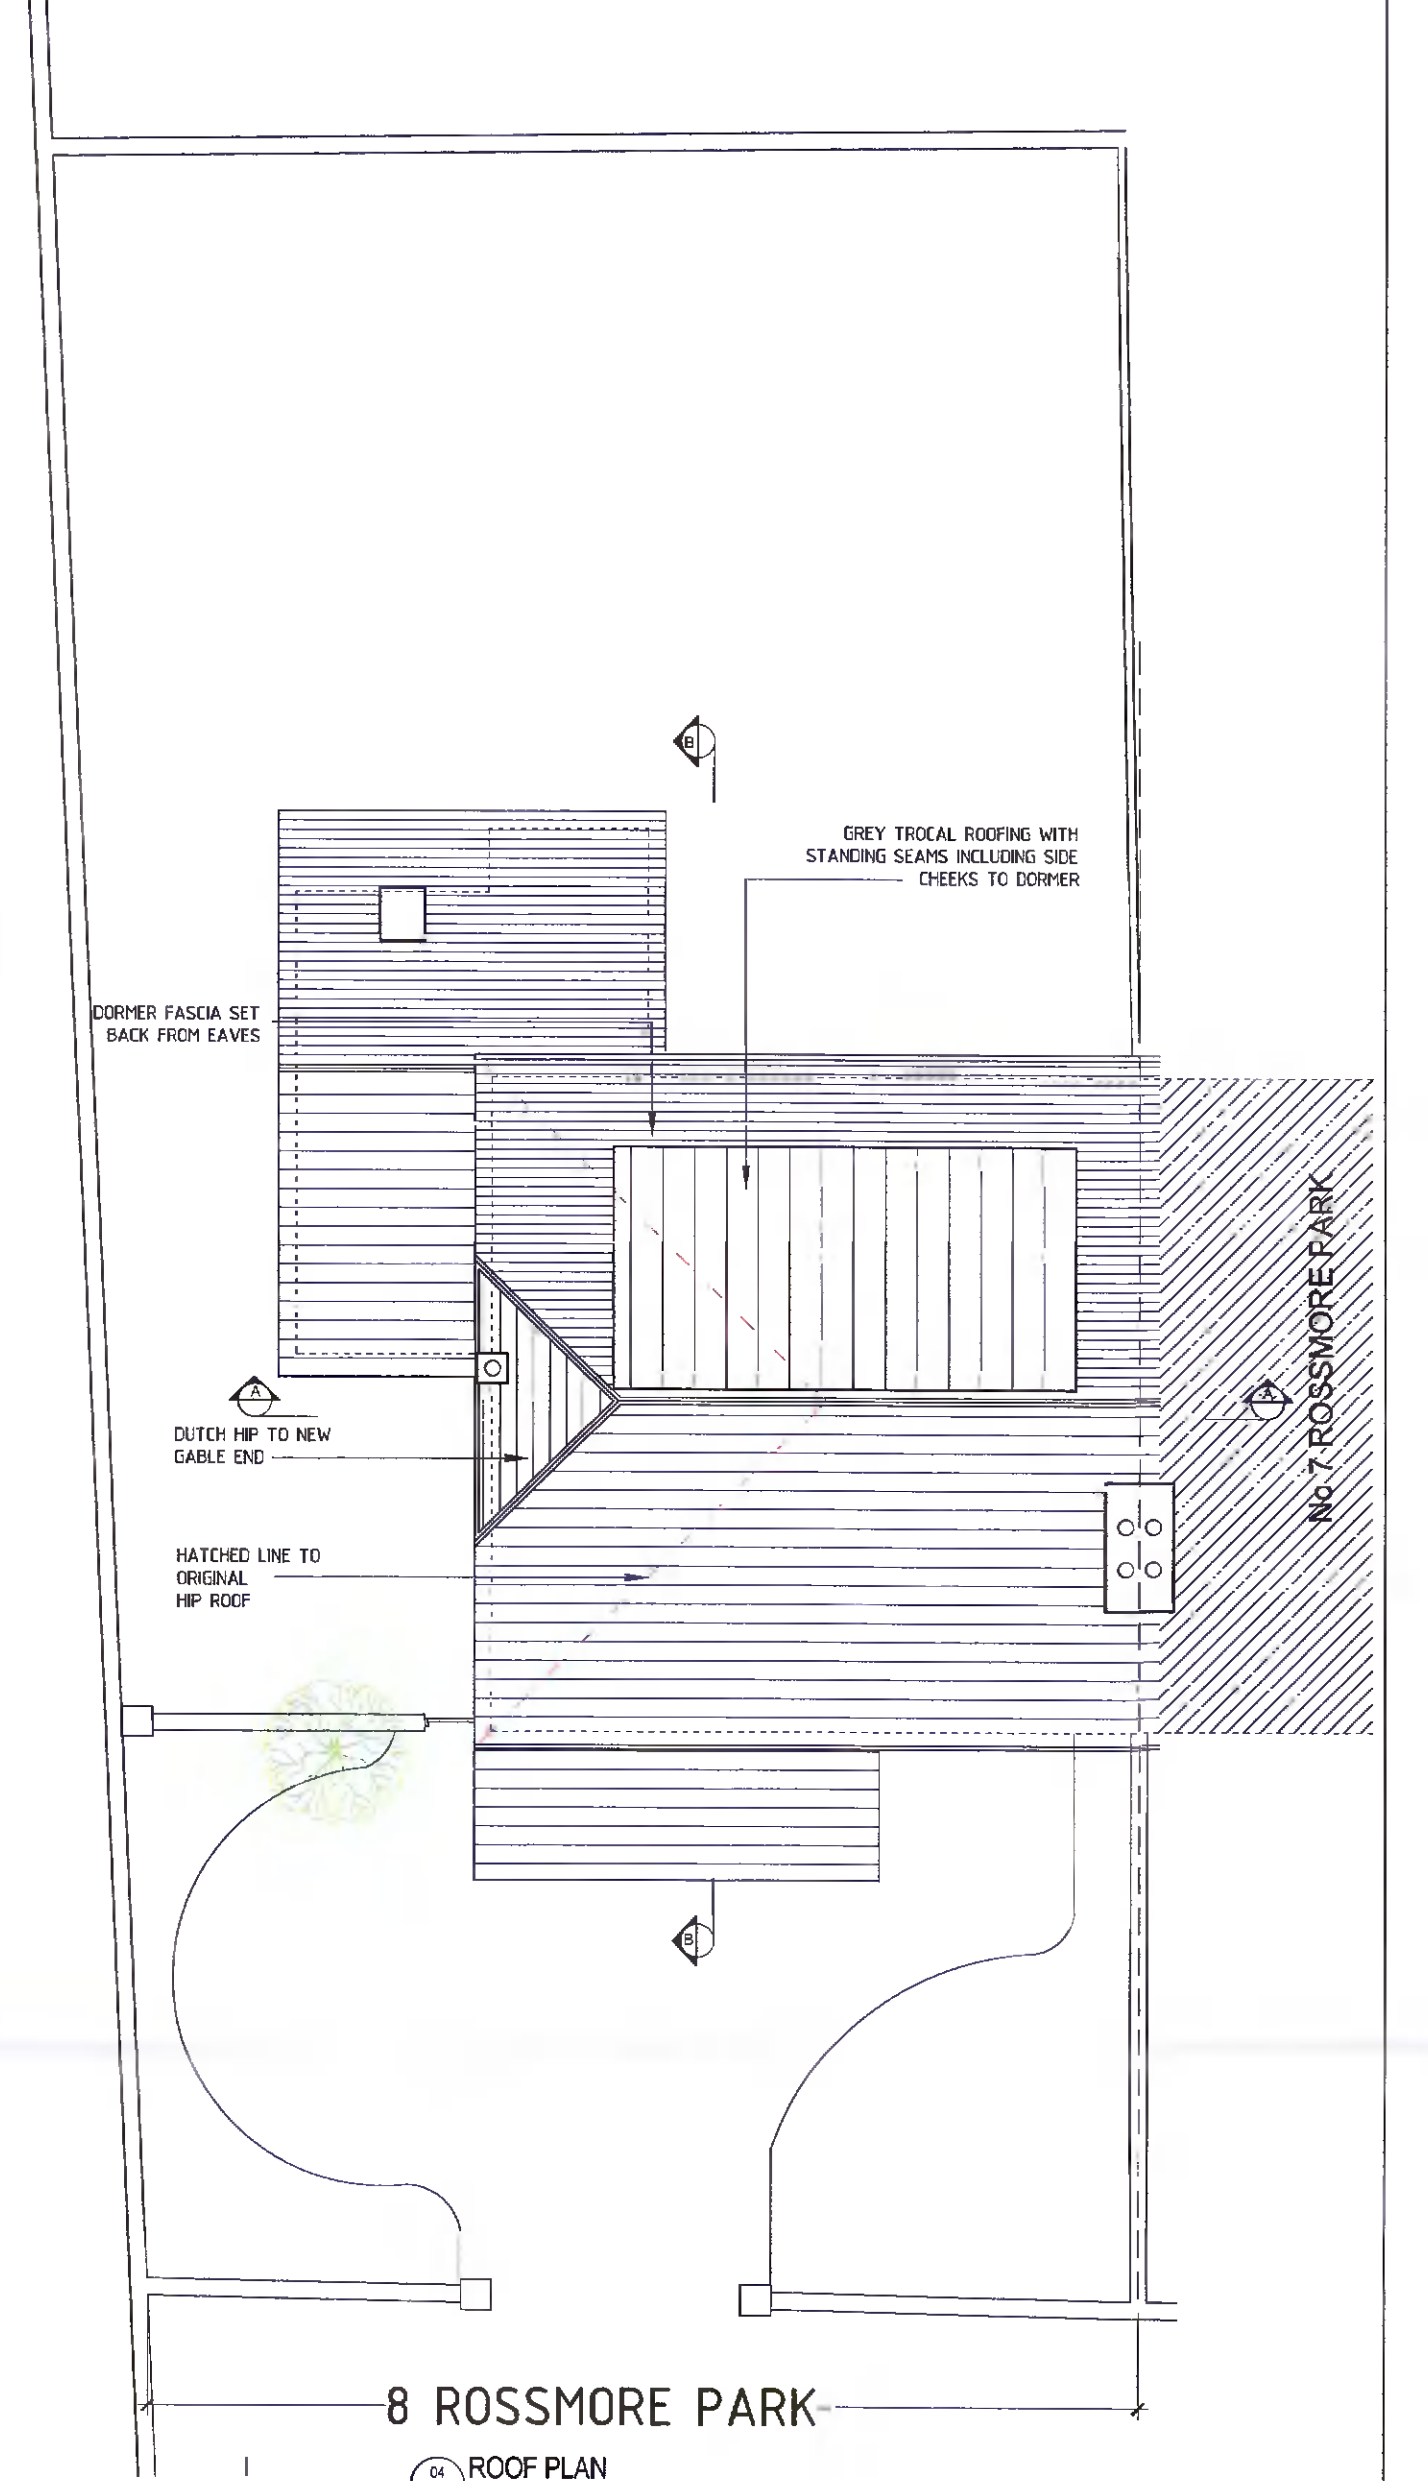 B
GREY TROCAL ROOFING WITH
STANDING SEAMS INCLUDING SIDE
CHEEKS TO DORMER
DORMER FASCIA SET
BACK FROM EAVES
No 7 ROSSMORE PARK
A
A
DUTCH HIP TO NEW
GABLE END
HATCHED LINE TO
ORIGINAL
HIP ROOF
B
8 ROSSMORE PARK
04
ROOF PLAN